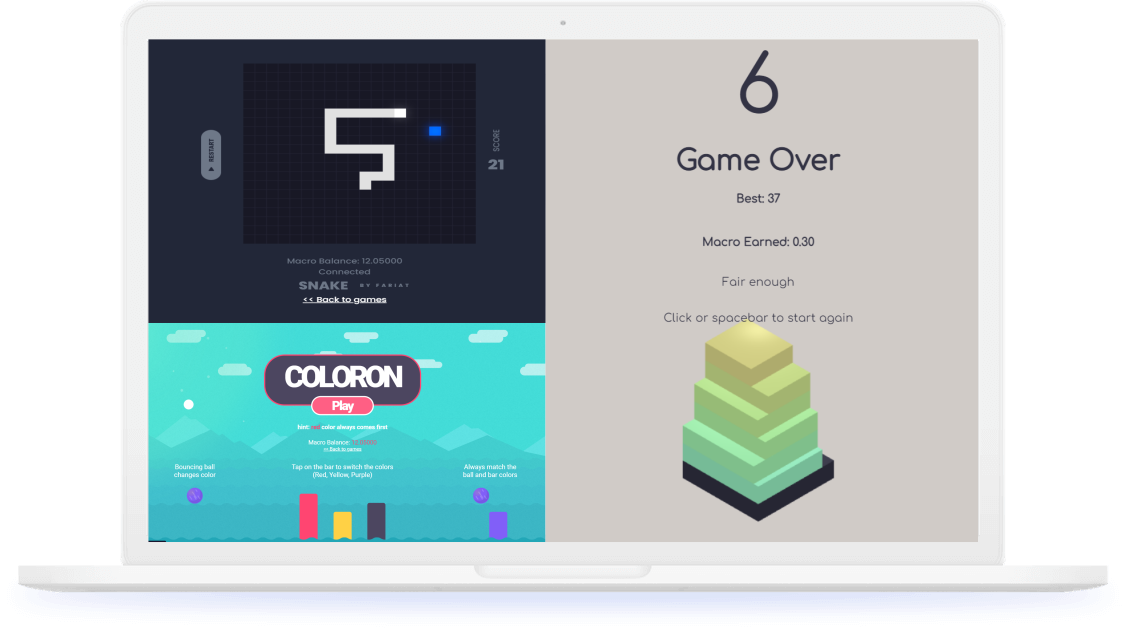 RESTART
SCORE
21
Macro Balance: 12.05000
Connected
SNAKE BY FARIAT
<< Back to games
COLORON
Play
hint: red color always comes first
Macro Balance: 12.05000
<< Back to games
Bouncing ball
changes color
Tap on the bar to switch the colors
(Red, Yellow, Purple)
Always match the
ball and bar colors
6
Game Over
Best: 37
Macro Earned: 0.30
Fair enough
Click or spacebar to start again